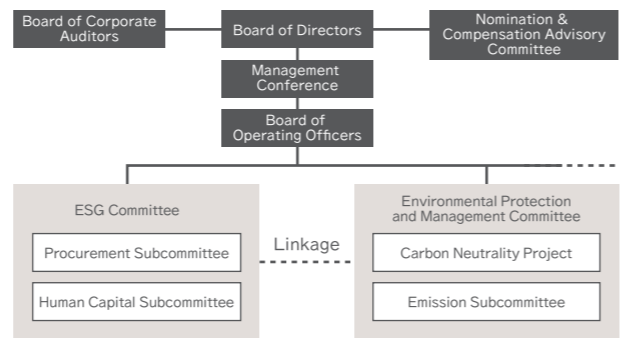 Board of Corporate
Auditors
Board of Directors
Nomination &
Compensation Advisory
Committee
Management
Conference
Board of
Operating Officers
ESG Committee
Procurement Subcommittee
Human Capital Subcommittee
Linkage
Environmental Protection
and Management Committee
Carbon Neutrality Project
Emission Subcommittee